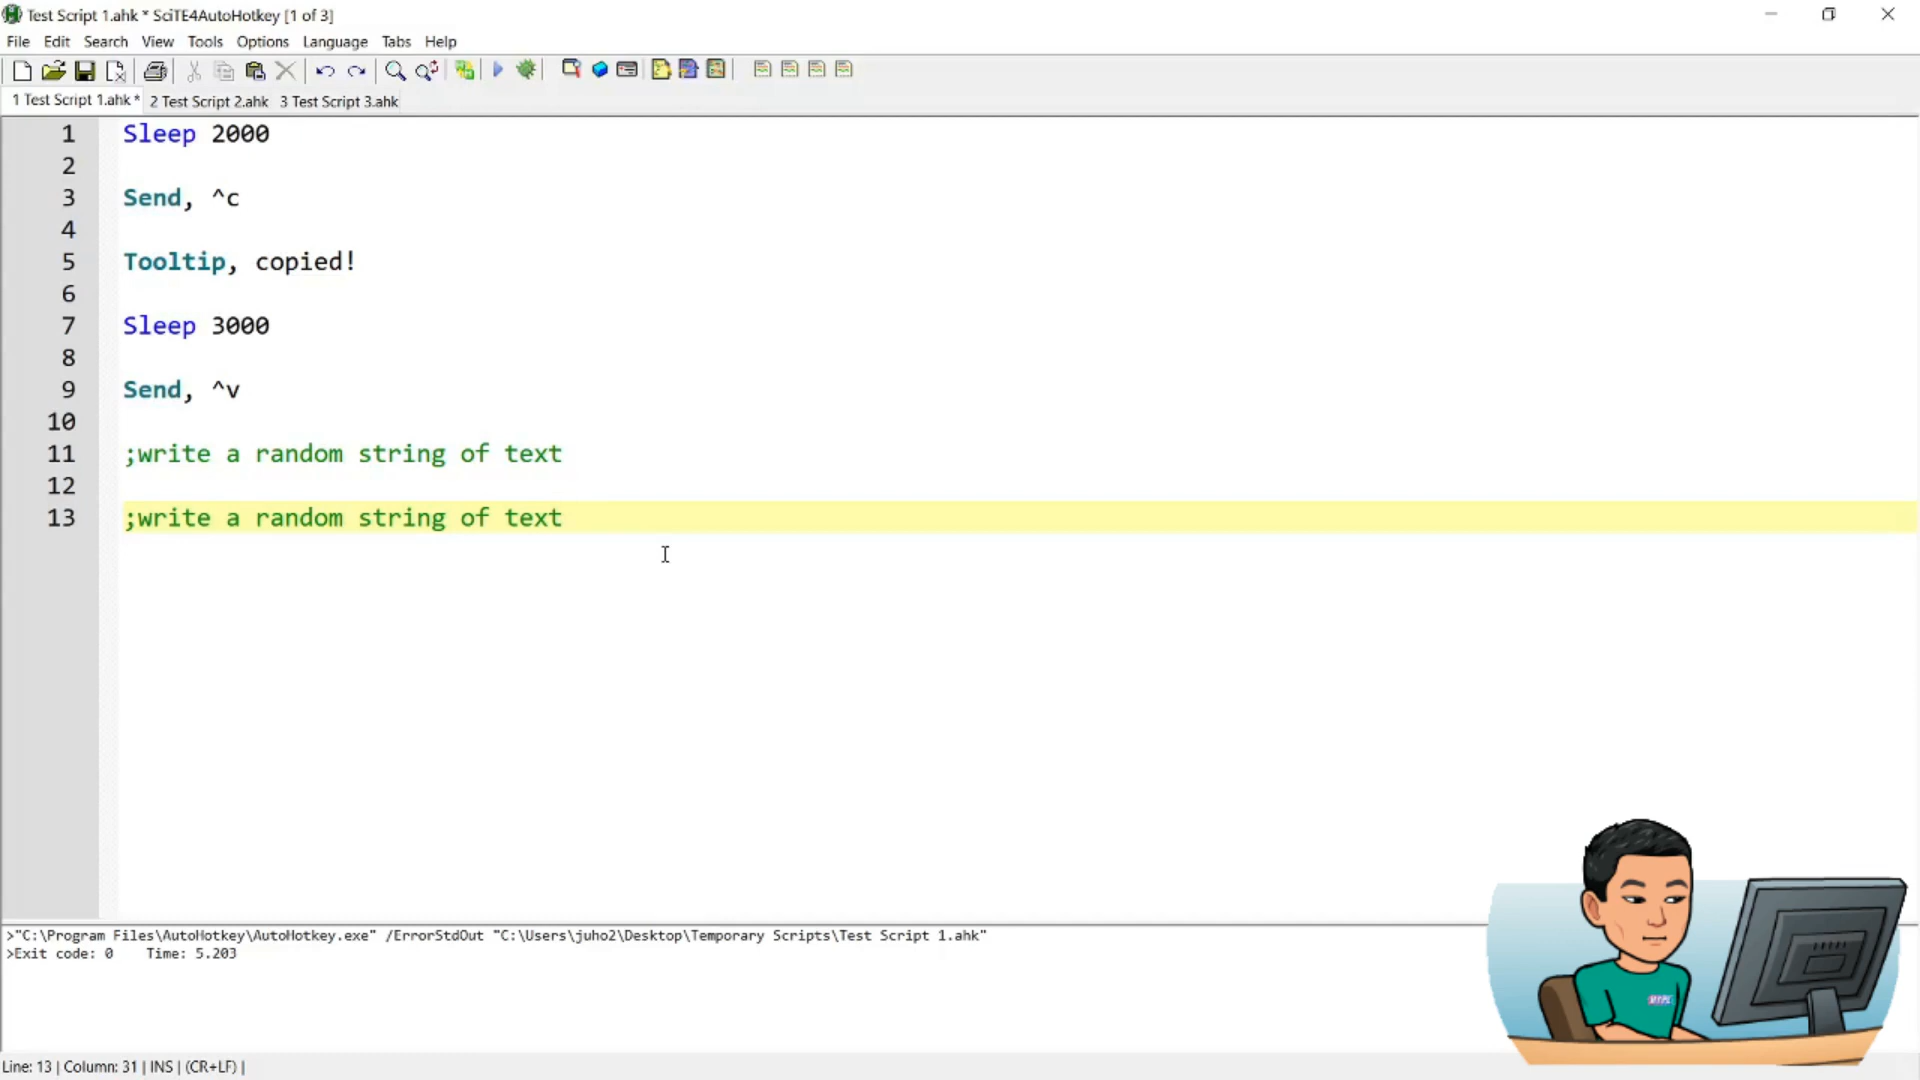 Test Script 1.ahk * SciTE4AutoHotkey [1 of 3]
File Edit Search View Tools Options Language Tabs Help
1 Test Script 1.ahk * 2 Test Script 2.ahk 3 Test Script 3.ahk
1 Sleep 2000
2
3 Send, ^c
4
5 Tooltip, copied!
6
7 Sleep 3000
8
9 Send, ^v
10
11 ;write a random string of text
12
13 ;write a random string of text
>"C:\Program Files\AutoHotkey\AutoHotkey.exe" /ErrorStdOut "C:\Users\juho2\Desktop\Temporary Scripts\Test Script 1.ahk"
>Exit code: 0    Time: 5.203
Line: 13 | Column: 31 | INS | (CR+LF) |